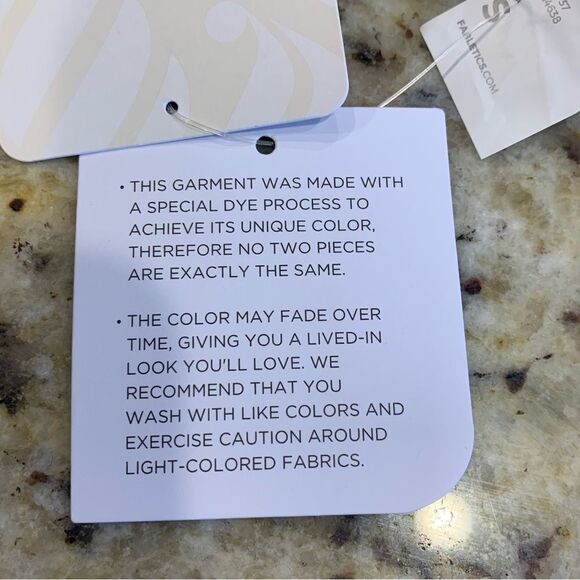 S
57
4638
FABLETICS.COM
• THIS GARMENT WAS MADE WITH
A SPECIAL DYE PROCESS TO
ACHIEVE ITS UNIQUE COLOR,
THEREFORE NO TWO PIECES
ARE EXACTLY THE SAME.
• THE COLOR MAY FADE OVER
TIME, GIVING YOU A LIVED-IN
LOOK YOU'LL LOVE. WE
RECOMMEND THAT YOU
WASH WITH LIKE COLORS AND
EXERCISE CAUTION AROUND
LIGHT-COLORED FABRICS.